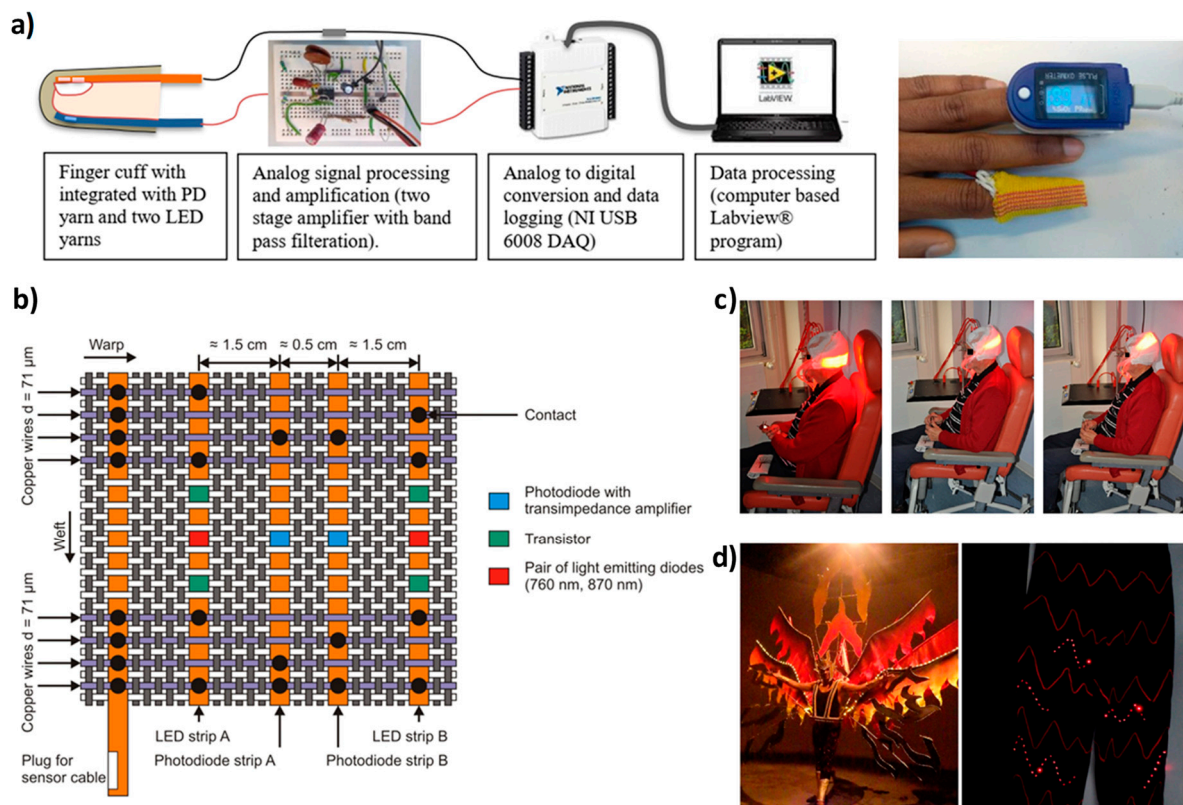 a)
NATIONAL
INSTRUMENTS
LabVIEW
PULSE OXIMETER
Finger cuff with
integrated with PD
yarn and two LED
yarns
Analog signal
processing and
amplification (two
stage amplifier with band
pass filteration).
Analog to digital
conversion and data
logging (NI USB
6008 DAQ)
Data processing
(computer based
Labview®
program)
b)
Warp
≈ 1.5 cm
≈ 0.5 cm
≈ 1.5 cm
Copper wires d = 71 µm
Contact
Weft
Photodiode with
transimpedance amplifier
Transistor
Pair of light emitting diodes
(760 nm, 870 nm)
Copper wires d = 71 µm
LED strip A
LED strip B
Photodiode strip A
Photodiode strip B
Plug for
sensor cable
c)
d)